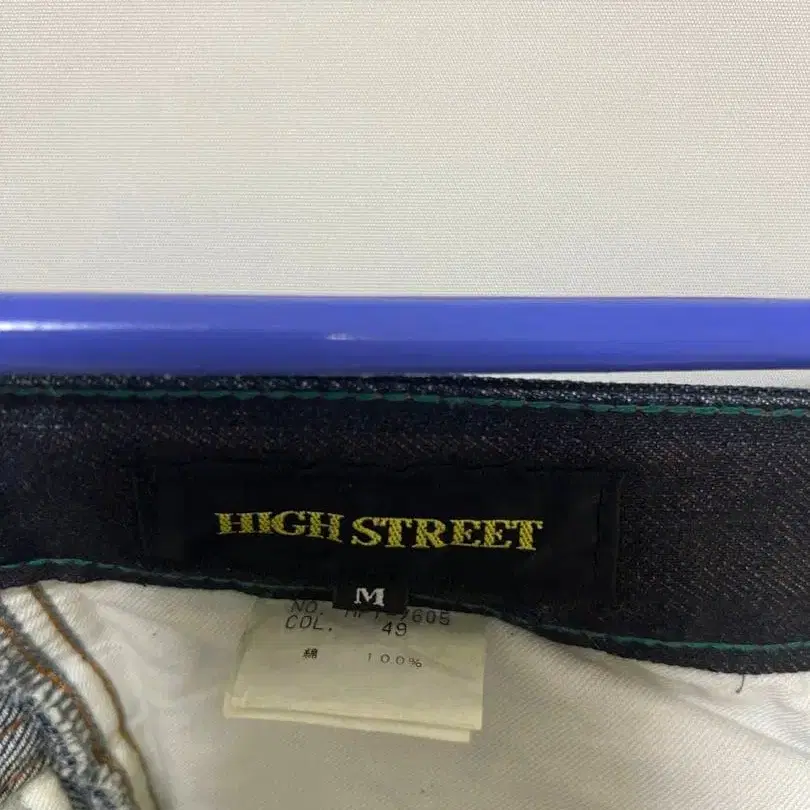 HIGH STREET
M
NO.
COL. 49
綿 100%